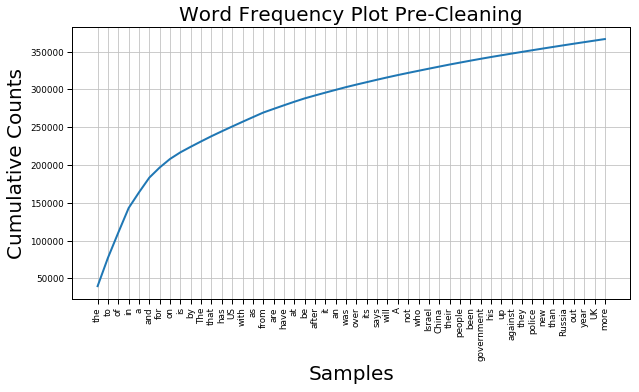 Word Frequency Plot Pre-Cleaning
Cumulative Counts
350000
300000
250000
200000
150000
100000
50000
the
to
of
in
a
and
for
on
is
by
The
that
has
US
with
as
from
are
have
at
be
after
it
an
was
over
its
says
will
A
not
who
Israel
China
their
people
been
government
his
up
against
they
police
new
than
Russia
out
year
UK
more
Samples